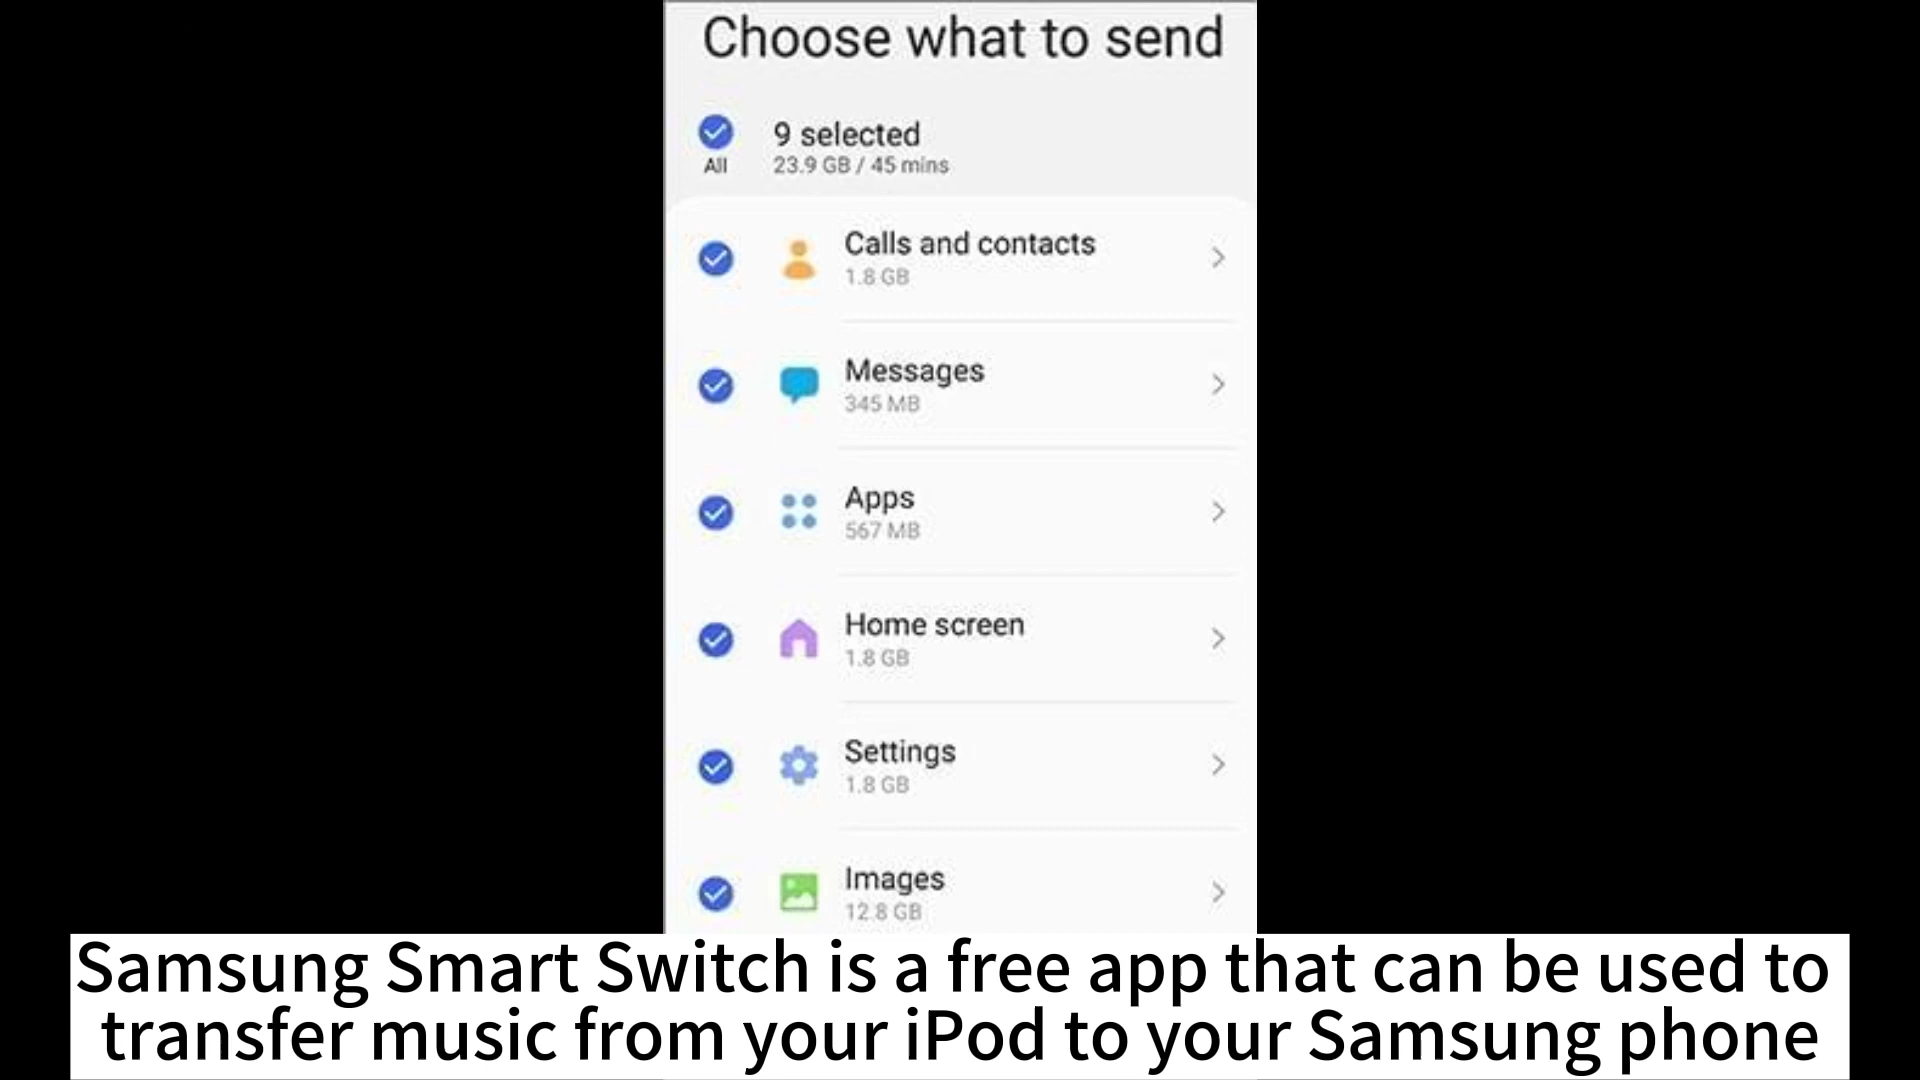 Choose what to send
9 selected
All
23.9 GB / 45 mins
Calls and contacts
1.8 GB
Messages
345 MB
Apps
567 MB
Home screen
1.8 GB
Settings
1.8 GB
Images
12.8 GB
Samsung Smart Switch is a free app that can be used to
transfer music from your iPod to your Samsung phone